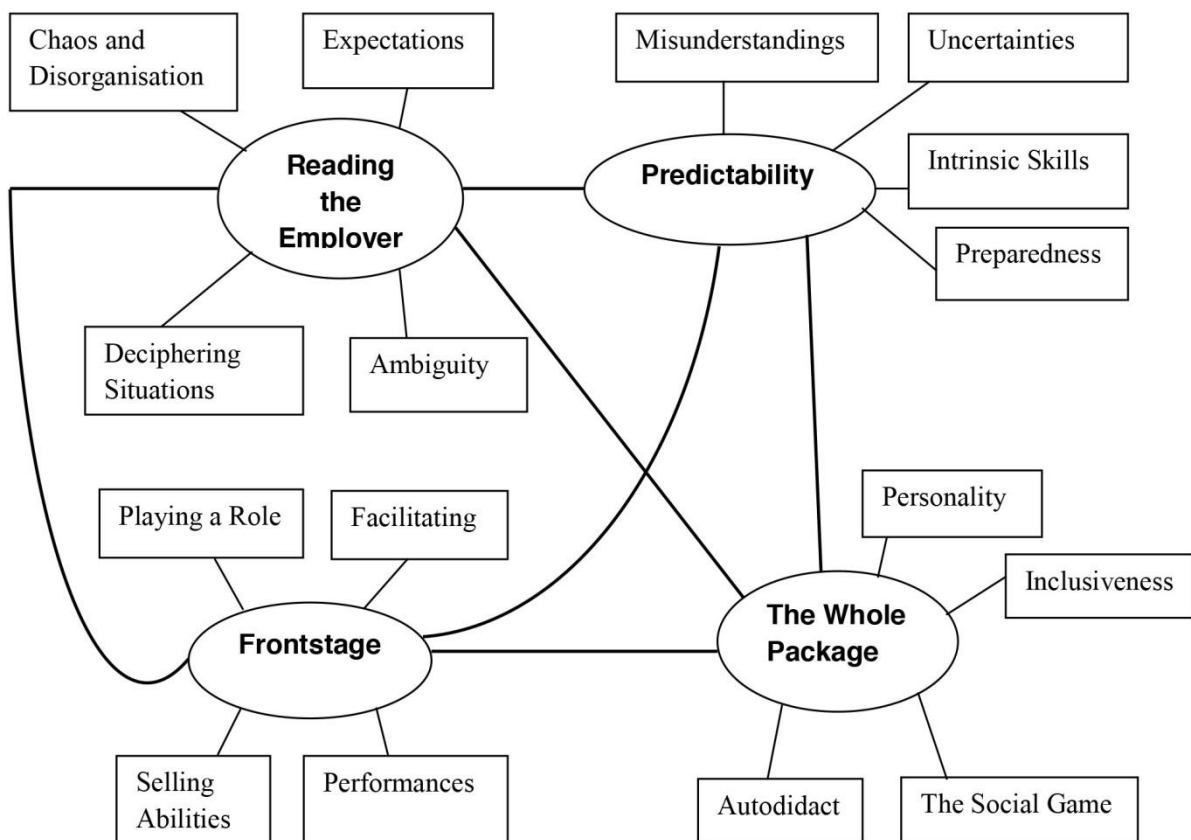 Chaos and
Disorganisation
Expectations
Misunderstandings
Uncertainties
Reading
the
Employer
Predictability
Intrinsic Skills
Preparedness
Deciphering
Situations
Ambiguity
Playing a Role
Facilitating
Personality
Inclusiveness
Frontstage
The Whole
Package
Selling
Abilities
Performances
Autodidact
The Social Game